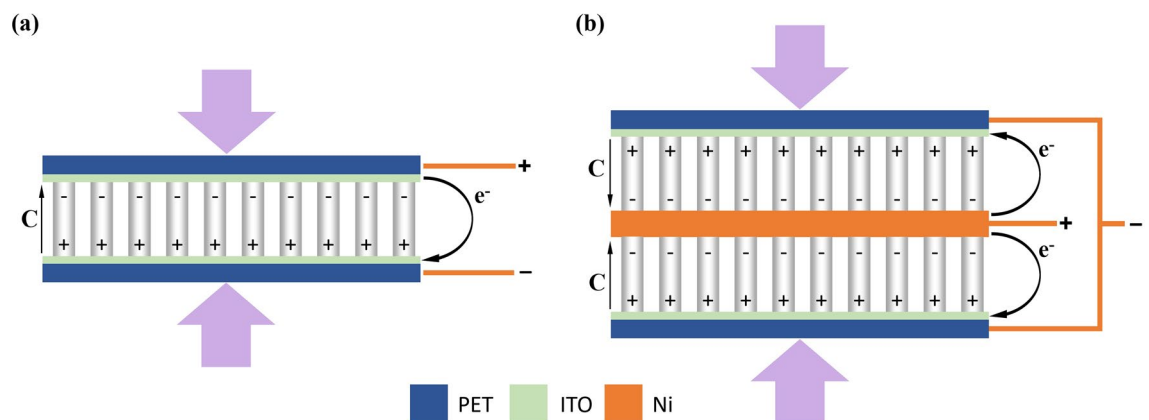 (a)
+
- - - - - - - - - -
C
e-
+ + + + + + + + + +
−
(b)
+ + + + + + + + + +
e-
C
- - - - - - - - - -
+
−
- - - - - - - - - -
e-
C
+ + + + + + + + + +
PET ITO Ni